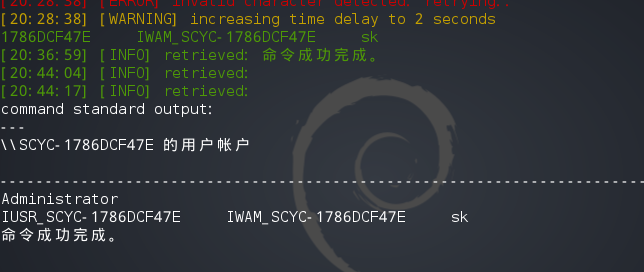 [20:28:38] [ERROR] invalid character detected. retrying..
[20:28:38] [WARNING] increasing time delay to 2 seconds
1786DCF47E     IWAM_SCYC-1786DCF47E     sk
[20:36:59] [INFO] retrieved: 命令成功完成。
[20:44:04] [INFO] retrieved:
[20:44:17] [INFO] retrieved:
command standard output:
---
\\SCYC-1786DCF47E 的用户帐户
-------------------------------------------------------------------------------
Administrator
IUSR_SCYC-1786DCF47E     IWAM_SCYC-1786DCF47E     sk
命令成功完成。